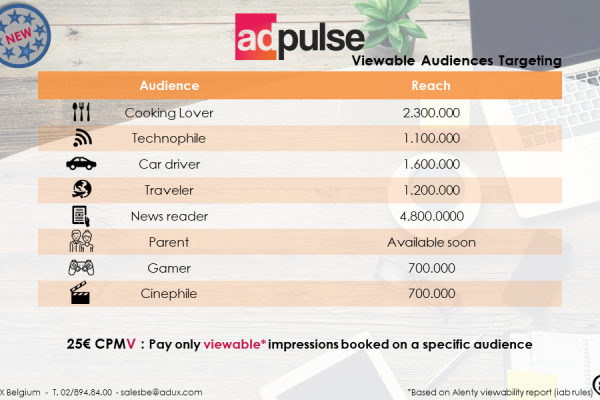 NEW
adpulse
Viewable Audiences Targeting
Audience Reach
Cooking Lover 2.300.000
Technophile 1.100.000
Car driver 1.600.000
Traveler 1.200.000
News reader 4.800.0000
Parent Available soon
Gamer 700.000
Cinephile 700.000
25€ CPMV : Pay only viewable* impressions booked on a specific audience
X Belgium - T. 02/894.84.00 - salesbe@adux.com
*Based on Alenty viewability report (iab rules)